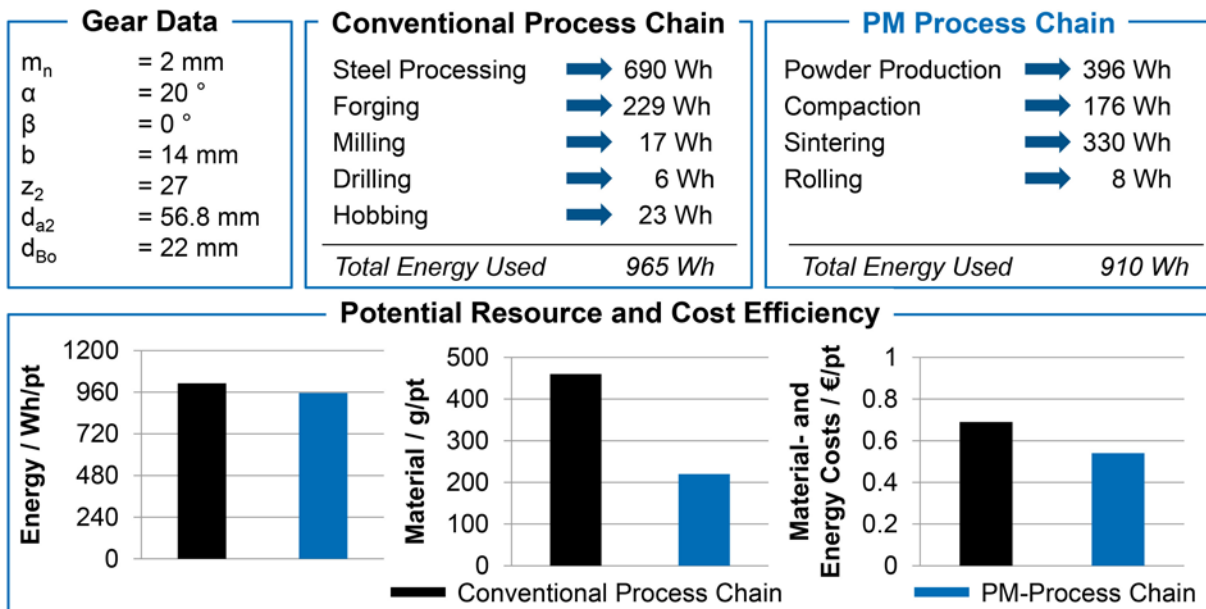 Gear Data
mₙ = 2 mm
α = 20 °
β = 0 °
b = 14 mm
z₂ = 27
dₐ₂ = 56.8 mm
d_Bo = 22 mm
Conventional Process Chain
Steel Processing 690 Wh
Forging 229 Wh
Milling 17 Wh
Drilling 6 Wh
Hobbing 23 Wh
Total Energy Used 965 Wh
PM Process Chain
Powder Production 396 Wh
Compaction 176 Wh
Sintering 330 Wh
Rolling 8 Wh
Total Energy Used 910 Wh
Potential Resource and Cost Efficiency
Energy / Wh/pt
1200
960
720
480
240
0
Material / g/pt
500
400
300
200
100
0
Material- and
Energy Costs / €/pt
1
0.8
0.6
0.4
0.2
0
Conventional Process Chain
PM-Process Chain